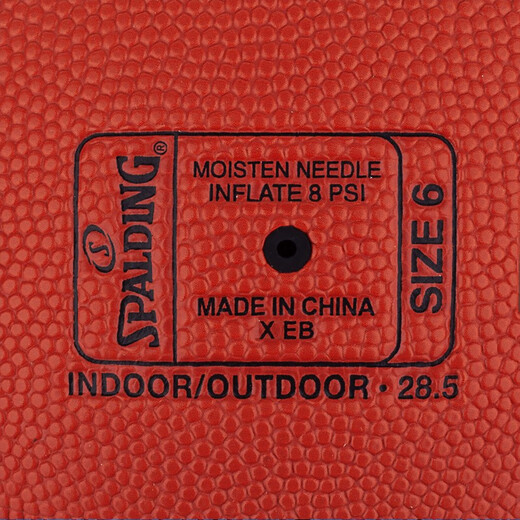 SPALDING®
S
MOISTEN NEEDLE
INFLATE 8 PSI
MADE IN CHINA
X EB
SIZE 6
INDOOR/OUTDOOR • 28.5